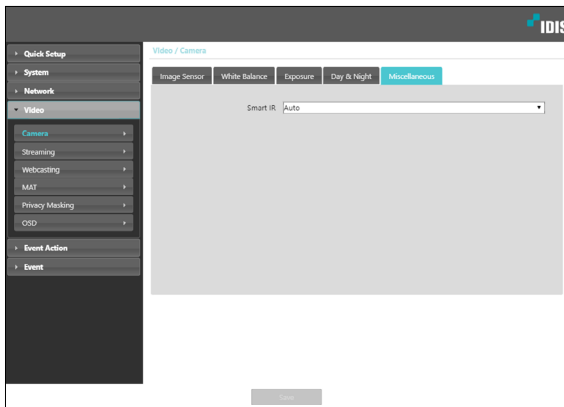 IDIS
Quick Setup
System
Network
Video
Camera
Streaming
Webcasting
MAT
Privacy Masking
OSD
Event Action
Event
Video / Camera
Image Sensor White Balance Exposure Day & Night Miscellaneous
Smart IR Auto
Save